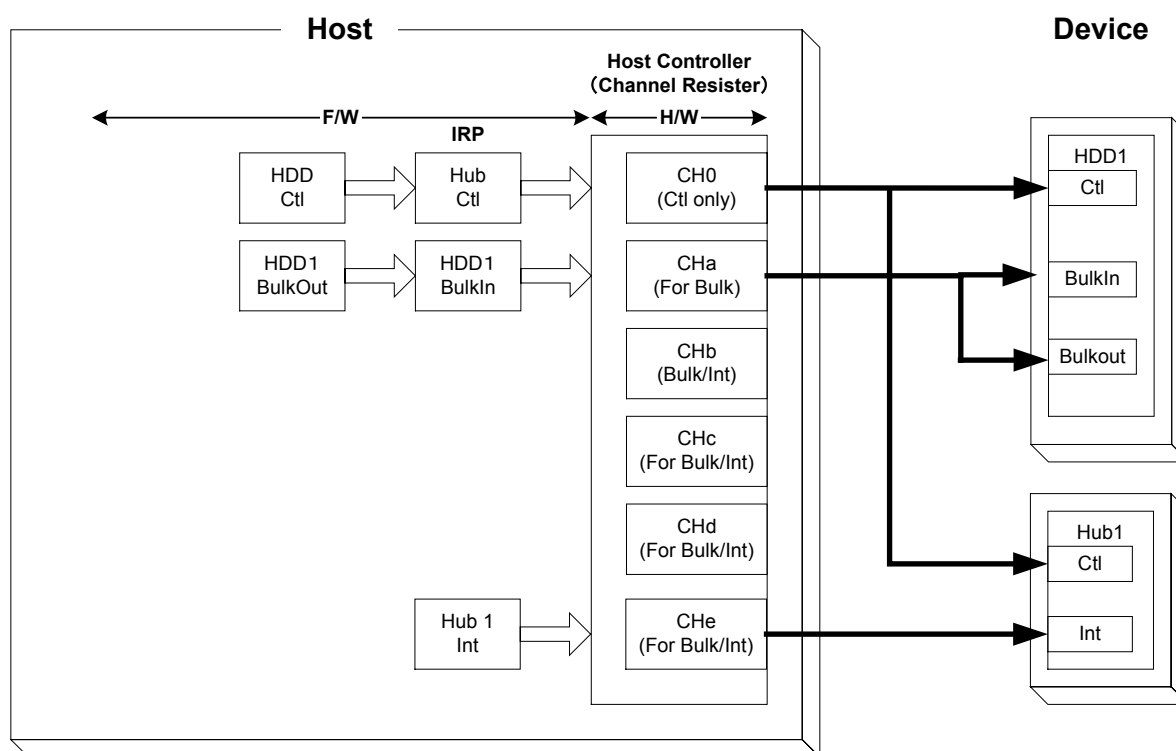 Host
Device
Host Controller
(Channel Resister)
F/W
H/W
IRP
HDD
Ctl
Hub
Ctl
CH0
(Ctl only)
HDD1
BulkOut
HDD1
BulkIn
CHa
(For Bulk)
CHb
(Bulk/Int)
CHc
(For Bulk/Int)
CHd
(For Bulk/Int)
Hub 1
Int
CHe
(For Bulk/Int)
HDD1
Ctl
BulkIn
Bulkout
Hub1
Ctl
Int